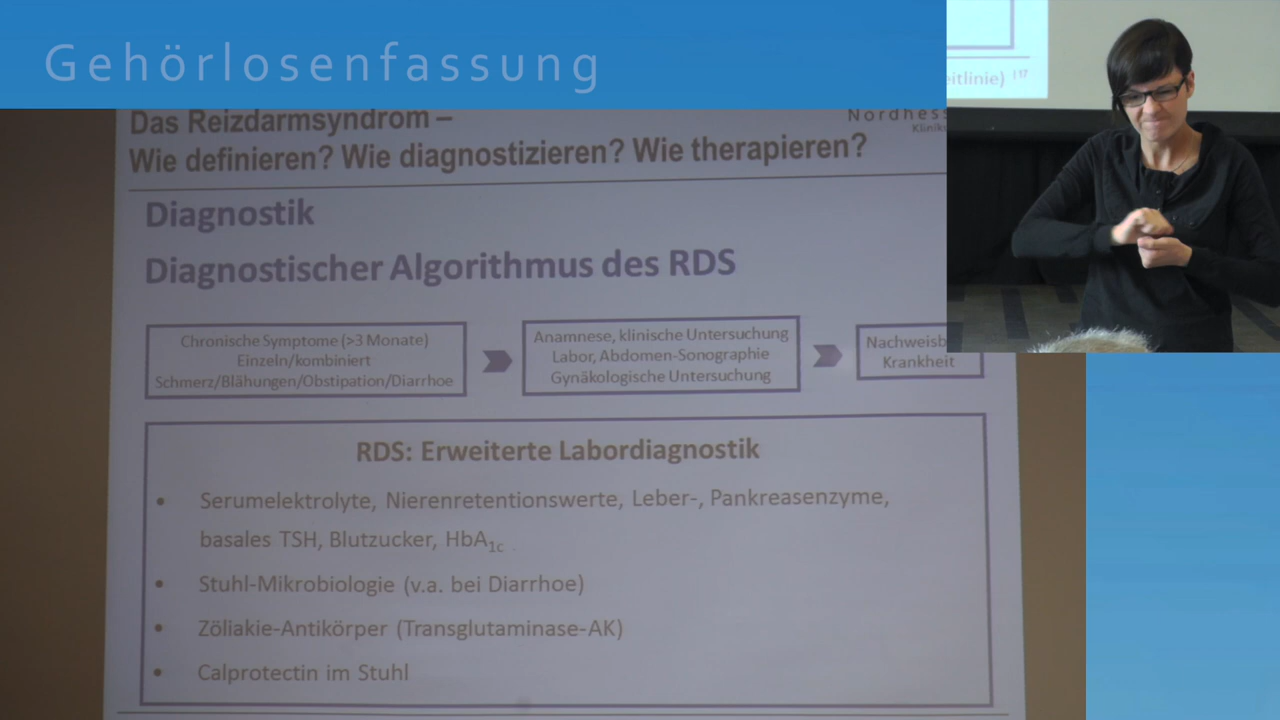 Gehörlosenfassung
eitlinie) 17
Das Reizdarmsyndrom –
Wie definieren? Wie diagnostizieren? Wie therapieren?
Nordhess
Klinik
Diagnostik
Diagnostischer Algorithmus des RDS
Chronische Symptome (>3 Monate)
Einzeln/kombiniert
Schmerz/Blähungen/Obstipation/Diarrhoe
Anamnese, klinische Untersuchung
Labor, Abdomen-Sonographie
Gynäkologische Untersuchung
Nachweisb
Krankheit
RDS: Erweiterte Labordiagnostik
• Serumelektrolyte, Nierenretentionswerte, Leber-, Pankreasenzyme,
basales TSH, Blutzucker, HbA1c
• Stuhl-Mikrobiologie (v.a. bei Diarrhoe)
• Zöliakie-Antikörper (Transglutaminase-AK)
• Calprotectin im Stuhl